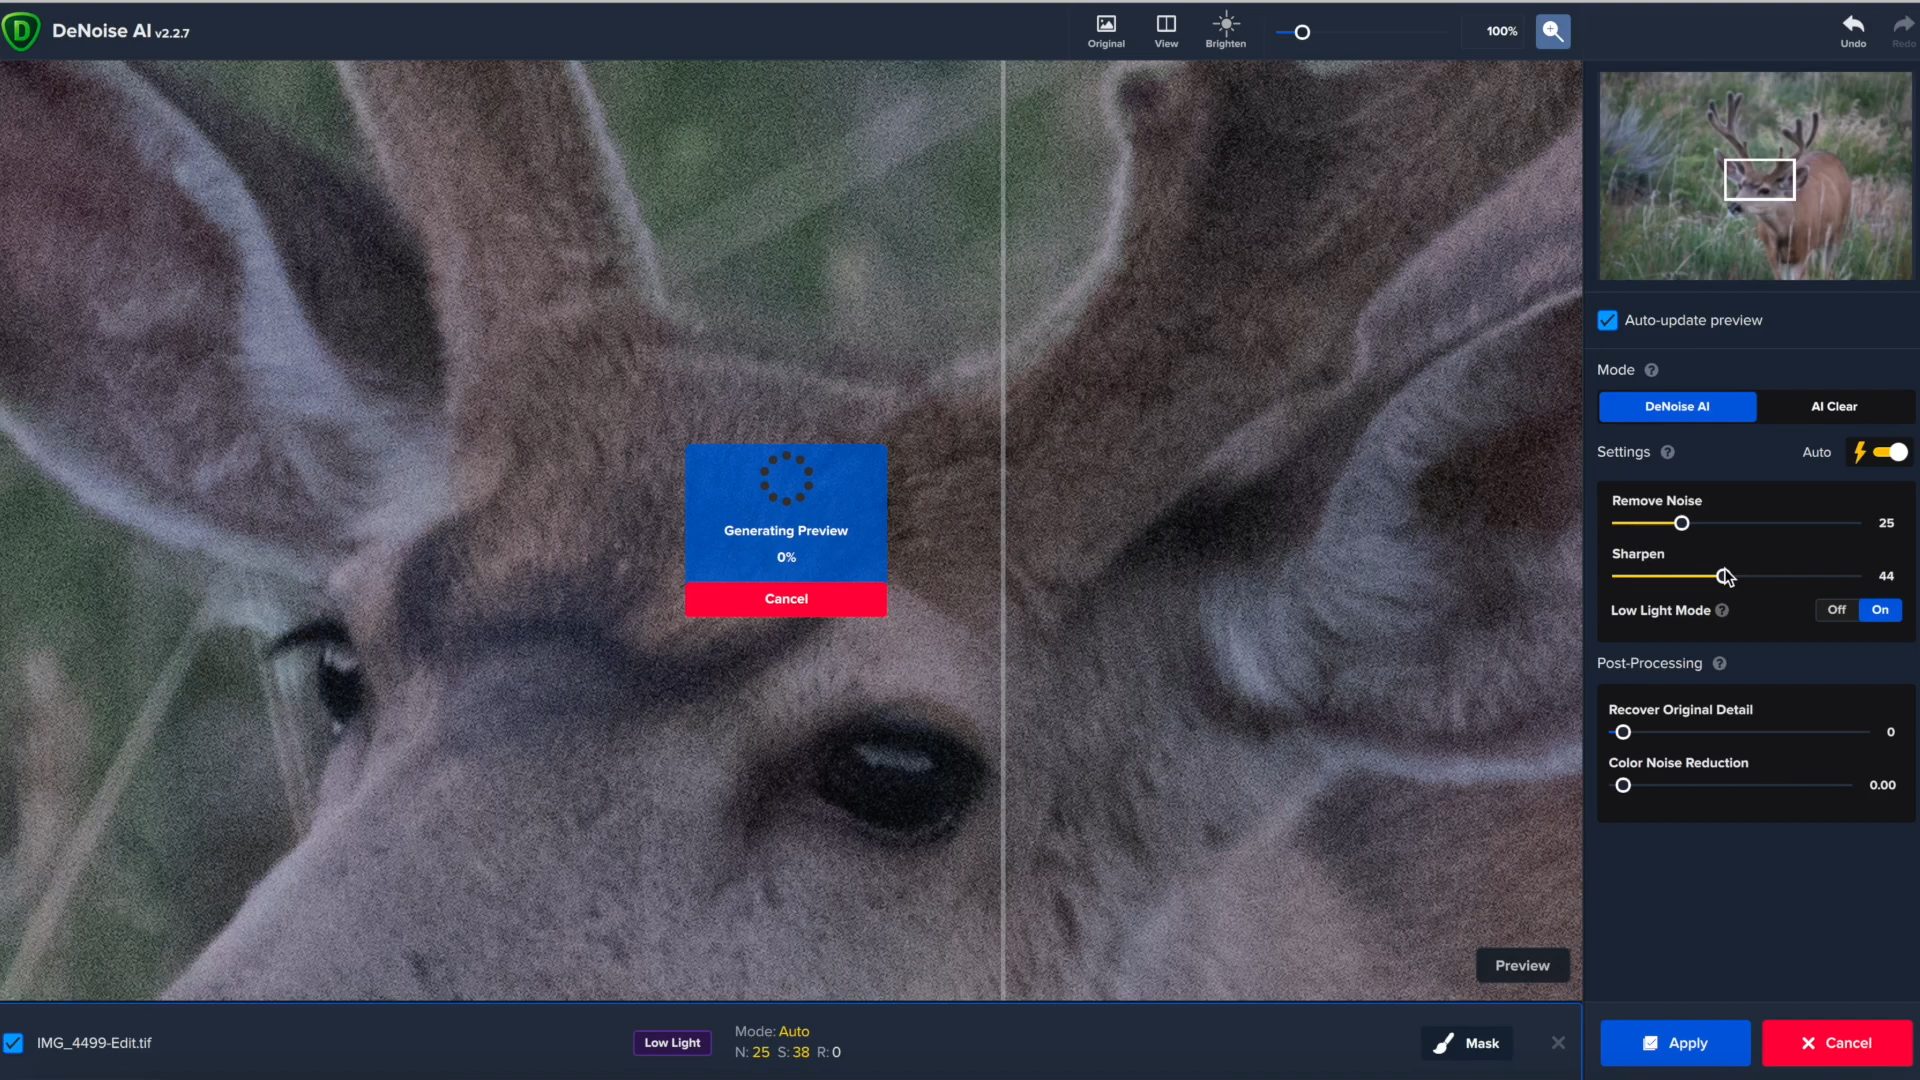 DeNoise AI v2.2.7
Original
View
Brighten
100%
Undo
Redo
Auto-update preview
Mode
DeNoise AI
AI Clear
Settings
Auto
Remove Noise
25
Generating Preview
0%
Cancel
Sharpen
44
Low Light Mode
Off
On
Post-Processing
Recover Original Detail
0
Color Noise Reduction
0.00
Preview
IMG_4499-Edit.tif
Low Light
Mode: Auto
N: 25 S: 38 R: 0
Mask
Apply
Cancel